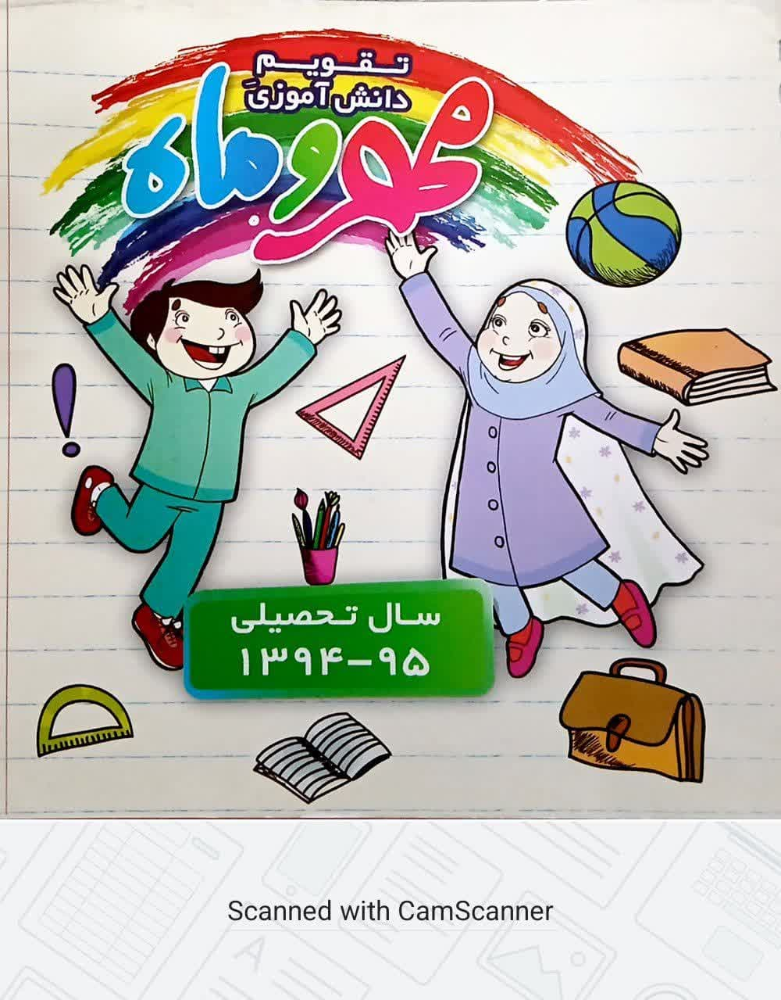 تقویم
دانش آموزی
مهر و ماه
سال تحصیلی
۱۳۹۴-۹۵
Scanned with CamScanner